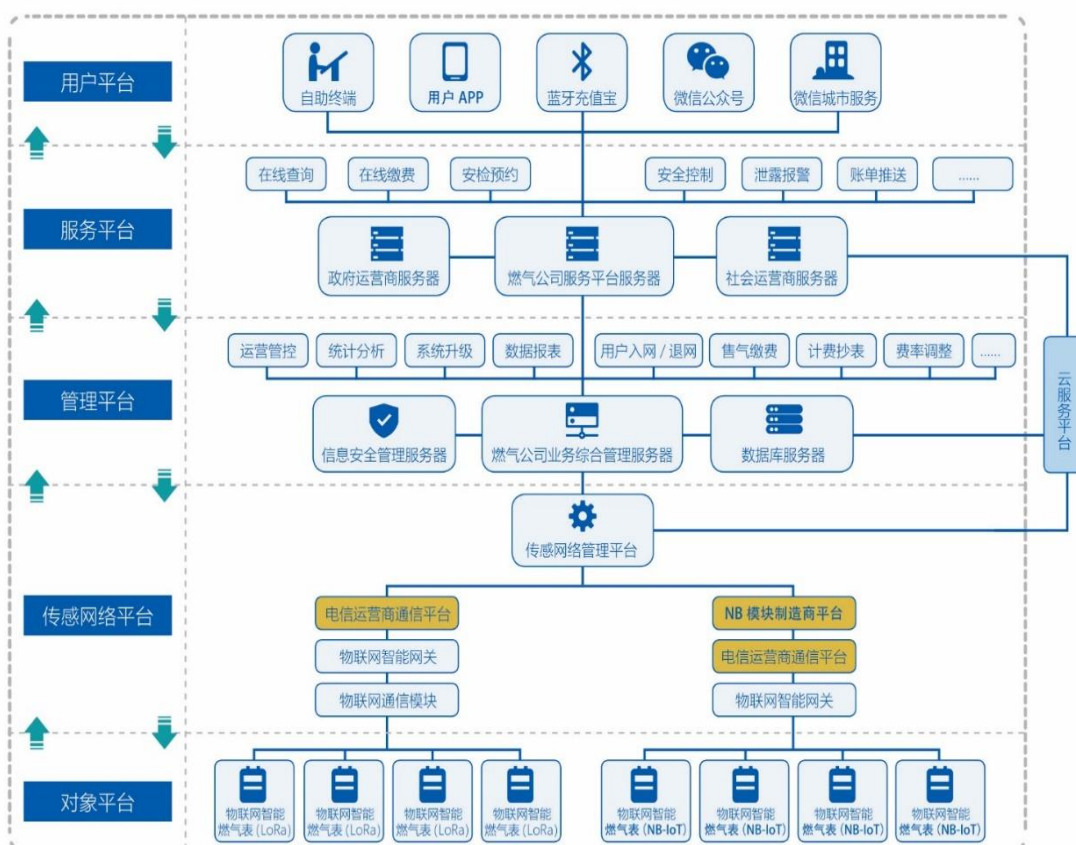 用户平台
自助终端
用户 APP
蓝牙充值宝
微信公众号
微信城市服务
在线查询
在线缴费
安检预约
安全控制
泄露报警
账单推送
......
服务平台
政府运营商服务器
燃气公司服务平台服务器
社会运营商服务器
运营管控
统计分析
系统升级
数据报表
用户入网 / 退网
售气缴费
计费抄表
费率调整
......
云服务平台
管理平台
信息安全管理服务器
燃气公司业务综合管理服务器
数据库服务器
传感网络管理平台
传感网络平台
电信运营商通信平台
物联网智能网关
物联网通信模块
NB 模块制造商平台
电信运营商通信平台
物联网智能网关
对象平台
物联网智能
燃气表 (LoRa)
物联网智能
燃气表 (LoRa)
物联网智能
燃气表 (LoRa)
物联网智能
燃气表 (LoRa)
物联网智能
燃气表 (NB-IoT)
物联网智能
燃气表 (NB-IoT)
物联网智能
燃气表 (NB-IoT)
物联网智能
燃气表 (NB-IoT)